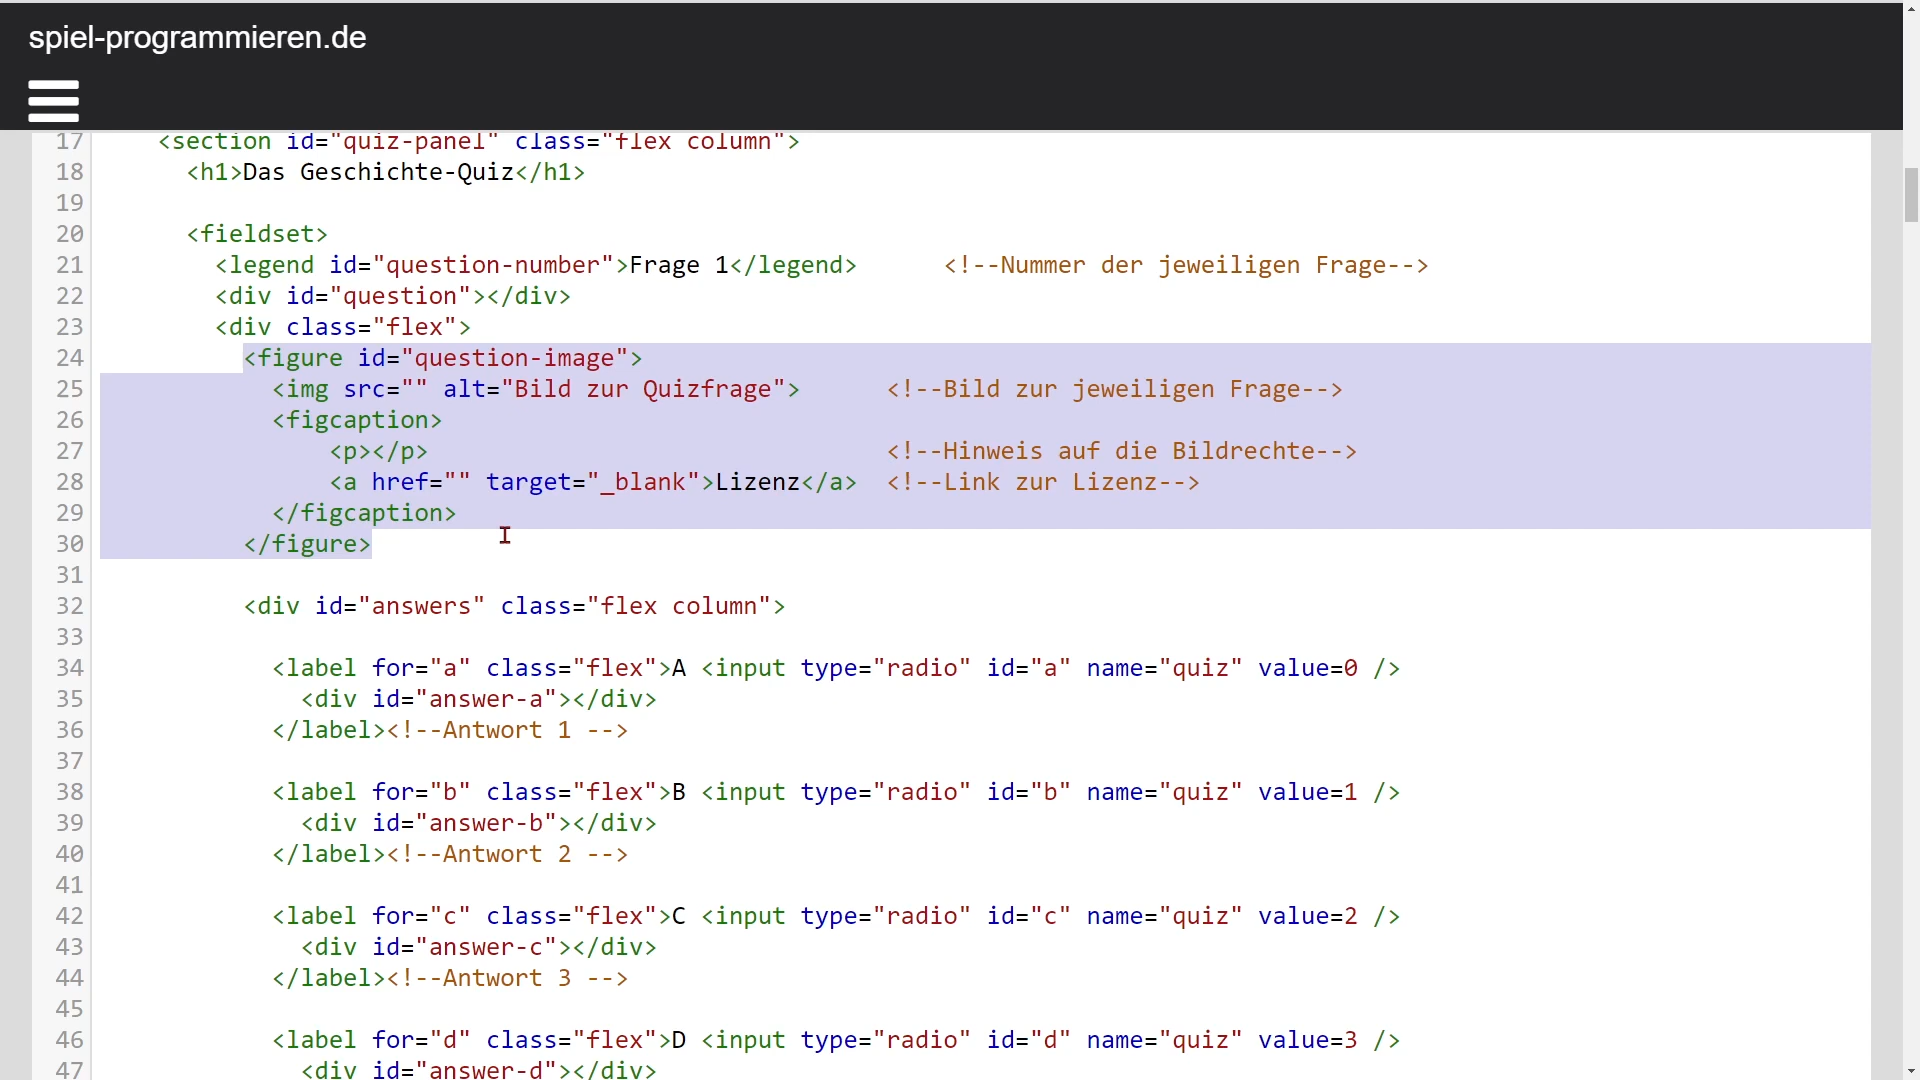 spiel-programmieren.de
17 <section id="quiz-panel" class="flex column">
18 <h1>Das Geschichte-Quiz</h1>
19
20 <fieldset>
21 <legend id="question-number">Frage 1</legend> <!--Nummer der jeweiligen Frage-->
22 <div id="question"></div>
23 <div class="flex">
24 <figure id="question-image">
25 <img src="" alt="Bild zur Quizfrage"> <!--Bild zur jeweiligen Frage-->
26 <figcaption>
27 <p></p> <!--Hinweis auf die Bildrechte-->
28 <a href="" target="_blank">Lizenz</a> <!--Link zur Lizenz-->
29 </figcaption>
30 </figure>
31
32 <div id="answers" class="flex column">
33
34 <label for="a" class="flex">A <input type="radio" id="a" name="quiz" value=0 />
35 <div id="answer-a"></div>
36 </label><!--Antwort 1 -->
37
38 <label for="b" class="flex">B <input type="radio" id="b" name="quiz" value=1 />
39 <div id="answer-b"></div>
40 </label><!--Antwort 2 -->
41
42 <label for="c" class="flex">C <input type="radio" id="c" name="quiz" value=2 />
43 <div id="answer-c"></div>
44 </label><!--Antwort 3 -->
45
46 <label for="d" class="flex">D <input type="radio" id="d" name="quiz" value=3 />
47 <div id="answer-d"></div>